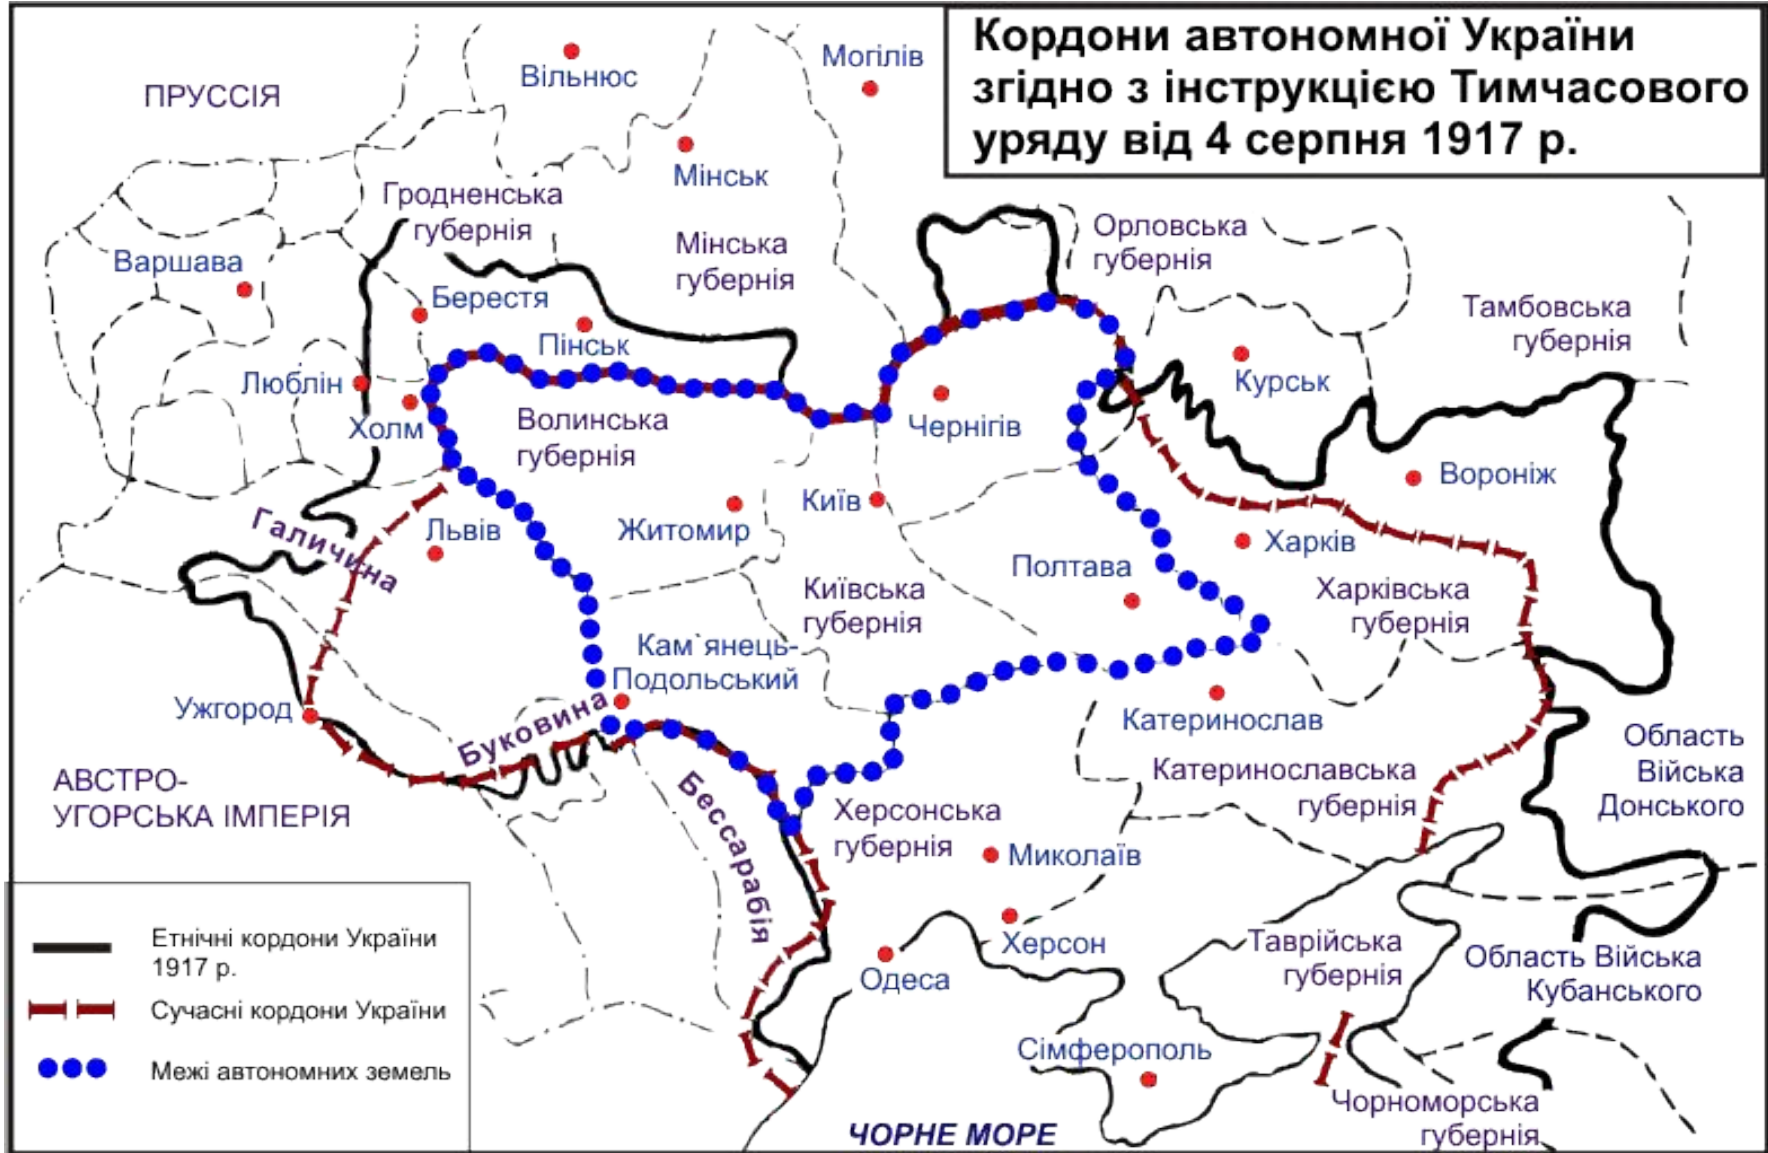 Кордони автономної України
згідно з інструкцією Тимчасового
уряду від 4 серпня 1917 р.
Вільнюс
Могілів
ПРУССІЯ
Мінськ
Гродненська
губернія
Мінська
губернія
Орловська
губернія
Варшава
Берестя
Тамбовська
губернія
Пінськ
Люблін
Курськ
Холм
Волинська
губернія
Чернігів
Вороніж
Київ
Галичина
Львів
Житомир
Харків
Полтава
Київська
губернія
Харківська
губернія
Кам`янець-
Подольський
Ужгород
Буковина
Катеринослав
Область
Війська
Донського
АВСТРО-
УГОРСЬКА ІМПЕРІЯ
Бессарабія
Катеринославська
губернія
Херсонська
губернія
Миколаїв
Херсон
Одеса
Таврійська
губернія
Область Війська
Кубанського
Сімферополь
Чорноморська
губернія
ЧОРНЕ МОРЕ
Етнічні кордони України
1917 р.
Сучасні кордони України
Межі автономних земель